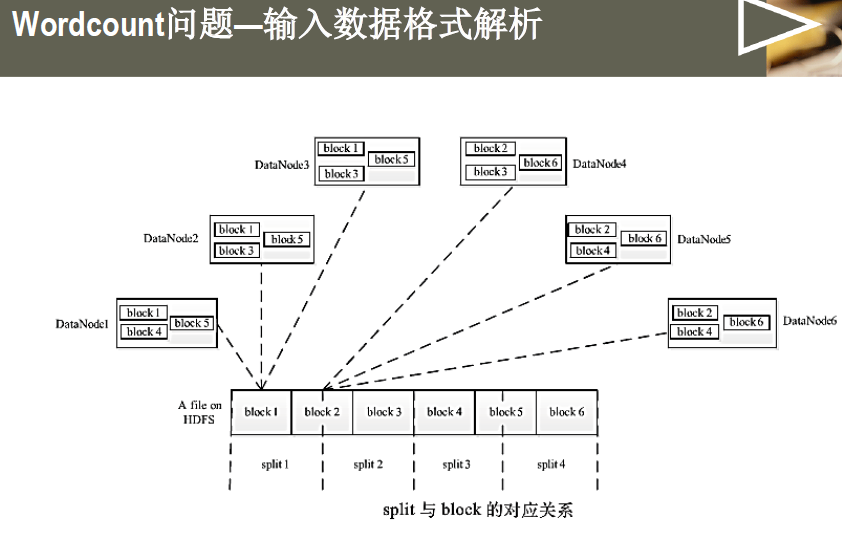 Wordcount问题—输入数据格式解析
DataNode3
block 1
block 5
block 3
block 2
block 6
block 3
DataNode4
DataNode2
block 1
block 5
block 3
block 2
block 6
block 4
DataNode5
DataNode1
block 1
block 5
block 4
block 2
block 6
block 4
DataNode6
A file on
HDFS
block 1 block 2 block 3 block 4 block 5 block 6
split 1 split 2 split 3 split 4
split 与 block 的对应关系